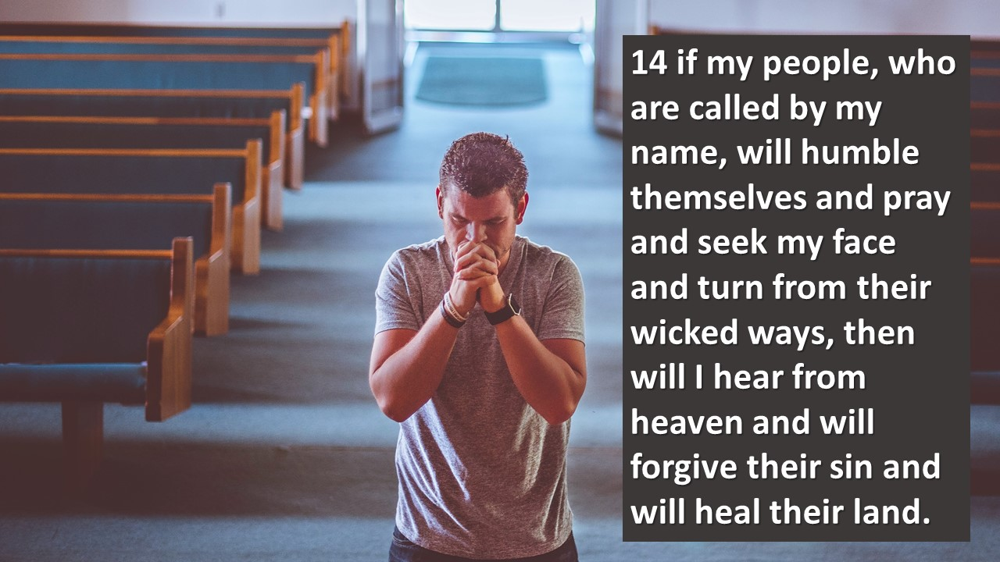 14 if my people, who
are called by my
name, will humble
themselves and pray
and seek my face
and turn from their
wicked ways, then
will I hear from
heaven and will
forgive their sin and
will heal their land.